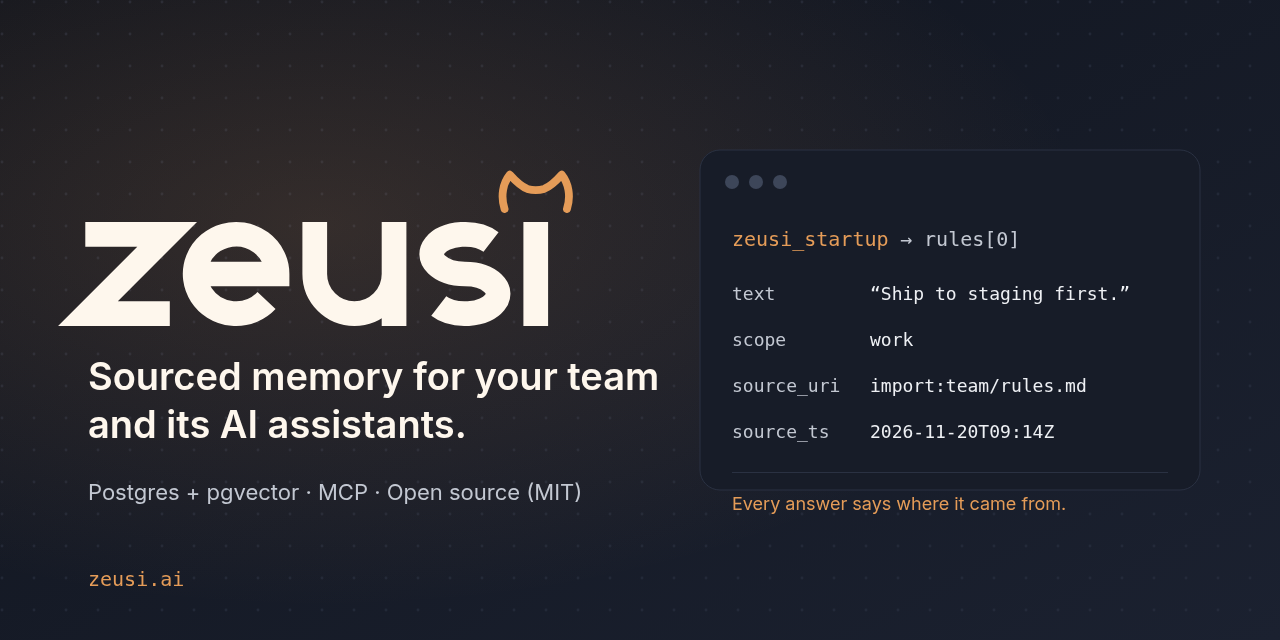 zeusi
Sourced memory for your team
and its AI assistants.
Postgres + pgvector · MCP · Open source (MIT)
zeusi.ai
zeusi_startup → rules[0]
text “Ship to staging first.”
scope work
source_uri import:team/rules.md
source_ts 2026-11-20T09:14Z
Every answer says where it came from.